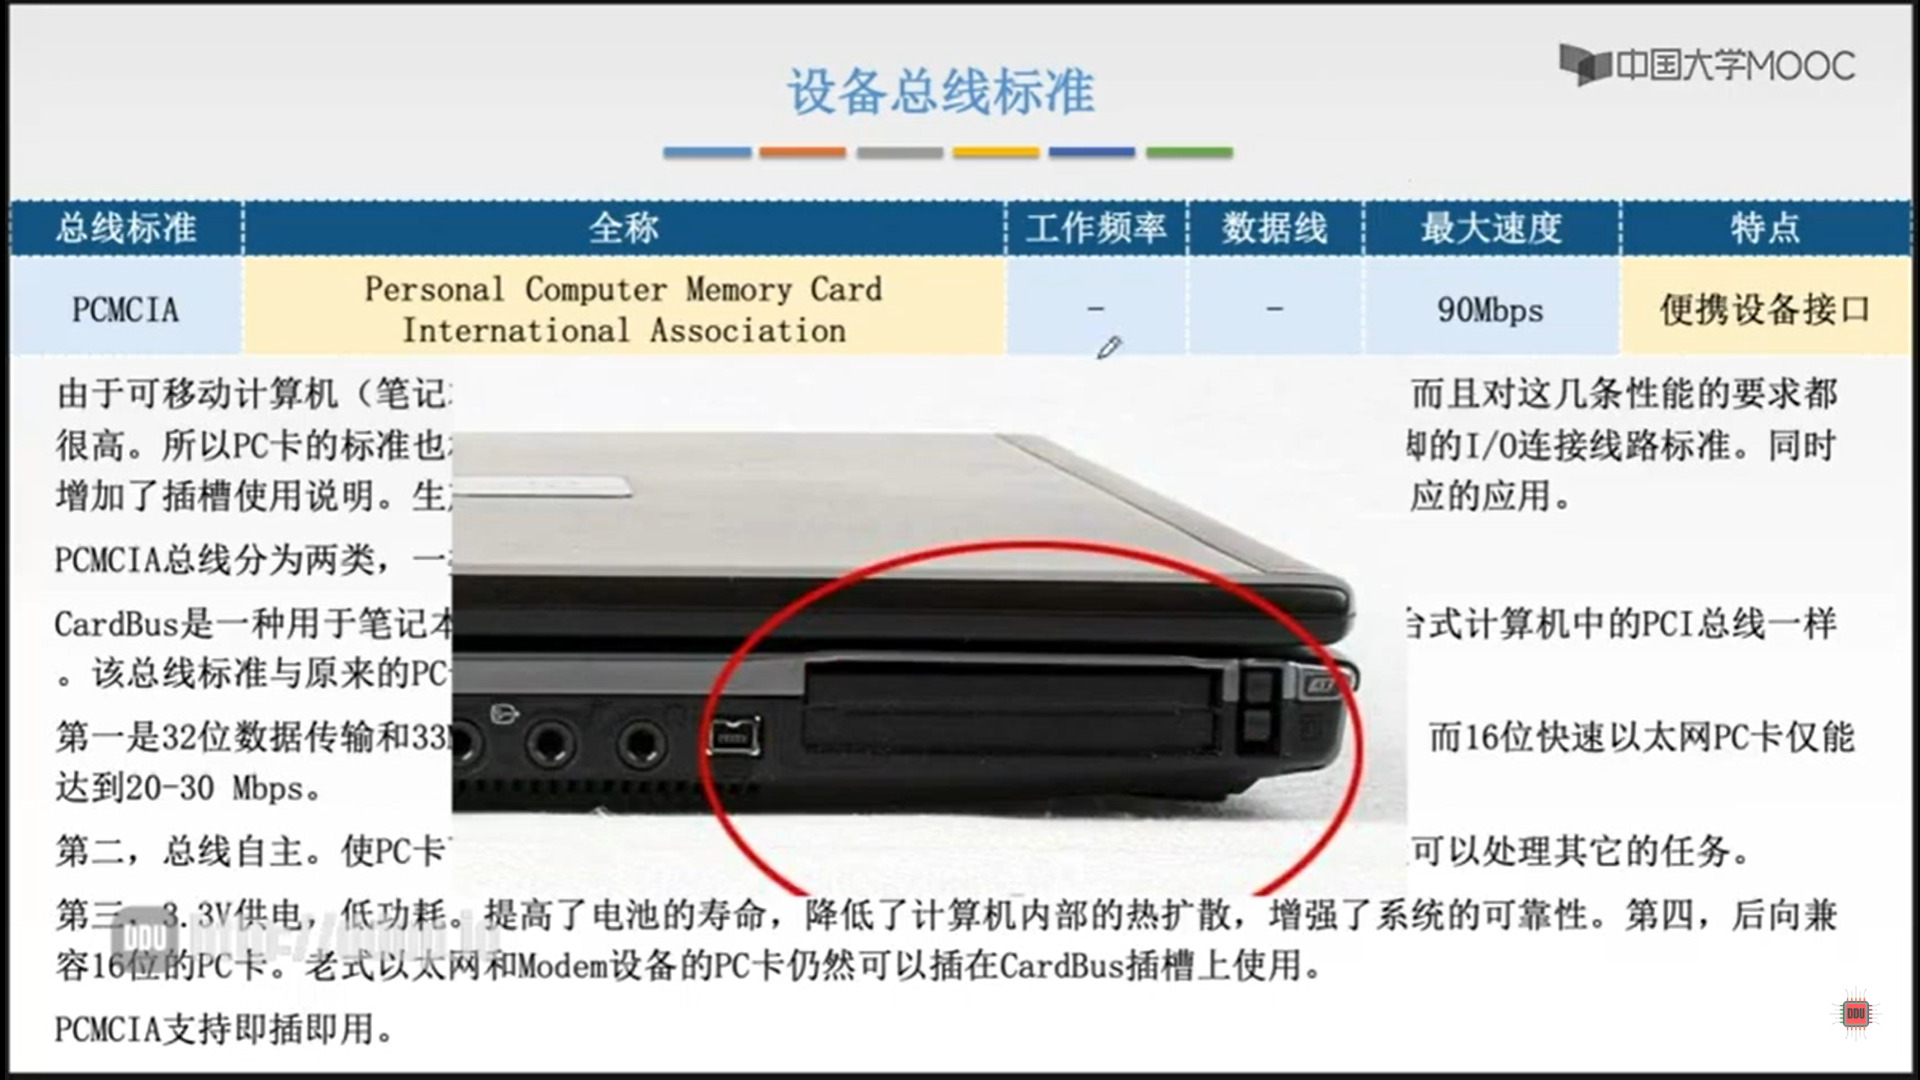 中国大学MOOC
设备总线标准
总线标准 全称 工作频率 数据线 最大速度 特点
PCMCIA Personal Computer Memory Card International Association - - 90Mbps 便携设备接口
由于可移动计算机（笔记 而且对这几条性能的要求都
很高。所以PC卡的标准也 的I/O连接线路标准。同时
增加了插槽使用说明。生 应的应用。
PCMCIA总线分为两类，一
CardBus是一种用于笔记本 台式计算机中的PCI总线一样
。该总线标准与原来的PC 
第一是32位数据传输和33 而16位快速以太网PC卡仅能
达到20-30 Mbps。
第二，总线自主。使PC卡 可以处理其它的任务。
第三，3.3V供电，低功耗。提高了电池的寿命，降低了计算机内部的热扩散，增强了系统的可靠性。第四，后向兼
容16位的PC卡。老式以太网和Modem设备的PC卡仍然可以插在CardBus插槽上使用。
PCMCIA支持即插即用。
DDU
DDU